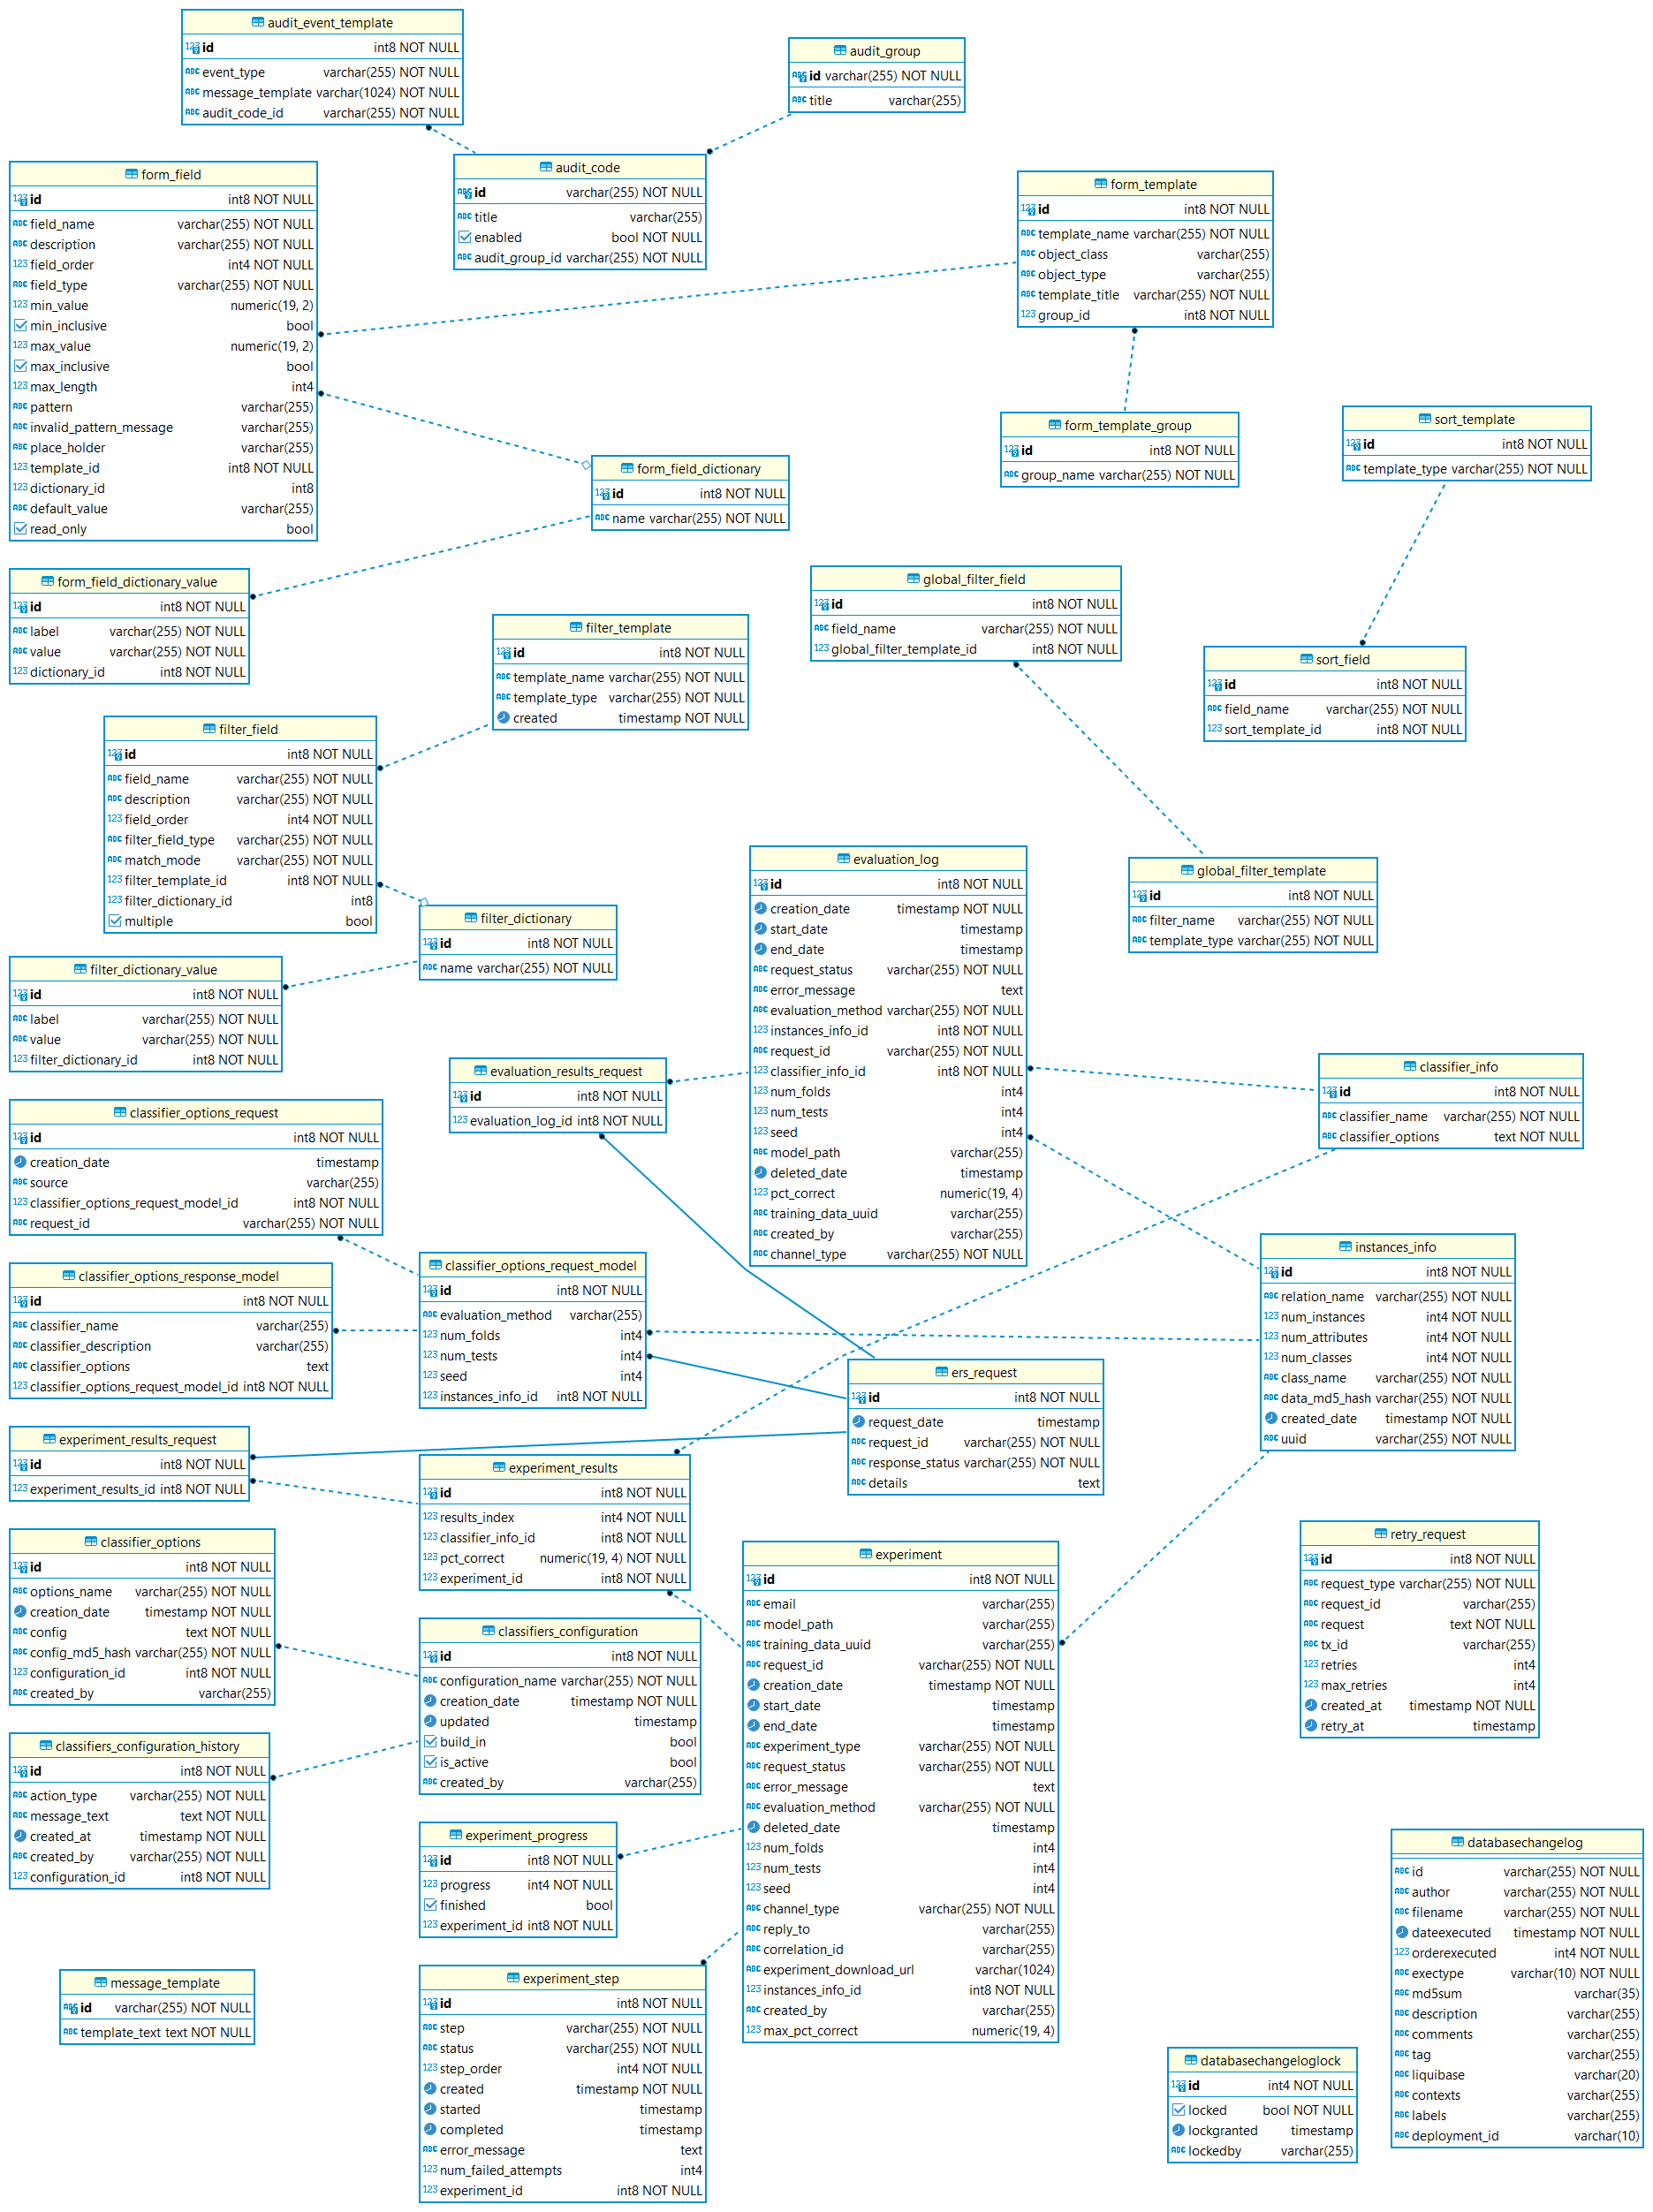 audit_event_template
id int8 NOT NULL
event_type varchar(255) NOT NULL
message_template varchar(1024) NOT NULL
audit_code_id varchar(255) NOT NULL
audit_group
id varchar(255) NOT NULL
title varchar(255)
audit_code
id varchar(255) NOT NULL
title varchar(255)
enabled bool NOT NULL
audit_group_id varchar(255) NOT NULL
form_field
id int8 NOT NULL
field_name varchar(255) NOT NULL
description varchar(255) NOT NULL
field_order int4 NOT NULL
field_type varchar(255) NOT NULL
min_value numeric(19, 2)
min_inclusive bool
max_value numeric(19, 2)
max_inclusive bool
max_length int4
pattern varchar(255)
invalid_pattern_message varchar(255)
place_holder varchar(255)
template_id int8 NOT NULL
dictionary_id int8
default_value varchar(255)
read_only bool
form_template
id int8 NOT NULL
template_name varchar(255) NOT NULL
object_class varchar(255)
object_type varchar(255)
template_title varchar(255) NOT NULL
group_id int8 NOT NULL
form_template_group
id int8 NOT NULL
group_name varchar(255) NOT NULL
sort_template
id int8 NOT NULL
template_type varchar(255) NOT NULL
form_field_dictionary
id int8 NOT NULL
name varchar(255) NOT NULL
form_field_dictionary_value
id int8 NOT NULL
label varchar(255) NOT NULL
value varchar(255) NOT NULL
dictionary_id int8 NOT NULL
global_filter_field
id int8 NOT NULL
field_name varchar(255) NOT NULL
global_filter_template_id int8 NOT NULL
filter_template
id int8 NOT NULL
template_name varchar(255) NOT NULL
template_type varchar(255) NOT NULL
created timestamp NOT NULL
sort_field
id int8 NOT NULL
field_name varchar(255) NOT NULL
sort_template_id int8 NOT NULL
filter_field
id int8 NOT NULL
field_name varchar(255) NOT NULL
description varchar(255) NOT NULL
field_order int4 NOT NULL
filter_field_type varchar(255) NOT NULL
match_mode varchar(255) NOT NULL
filter_template_id int8 NOT NULL
filter_dictionary_id int8
multiple bool
evaluation_log
id int8 NOT NULL
creation_date timestamp NOT NULL
start_date timestamp
end_date timestamp
request_status varchar(255) NOT NULL
error_message text
evaluation_method varchar(255) NOT NULL
instances_info_id int8 NOT NULL
request_id varchar(255) NOT NULL
classifier_info_id int8 NOT NULL
num_folds int4
num_tests int4
seed int4
model_path varchar(255)
deleted_date timestamp
pct_correct numeric(19, 4)
training_data_uuid varchar(255)
created_by varchar(255)
channel_type varchar(255) NOT NULL
global_filter_template
id int8 NOT NULL
filter_name varchar(255) NOT NULL
template_type varchar(255) NOT NULL
filter_dictionary
id int8 NOT NULL
name varchar(255) NOT NULL
filter_dictionary_value
id int8 NOT NULL
label varchar(255) NOT NULL
value varchar(255) NOT NULL
filter_dictionary_id int8 NOT NULL
evaluation_results_request
id int8 NOT NULL
evaluation_log_id int8 NOT NULL
classifier_info
id int8 NOT NULL
classifier_name varchar(255) NOT NULL
classifier_options text NOT NULL
classifier_options_request
id int8 NOT NULL
creation_date timestamp
source varchar(255)
classifier_options_request_model_id int8 NOT NULL
request_id varchar(255) NOT NULL
instances_info
id int8 NOT NULL
relation_name varchar(255) NOT NULL
num_instances int4 NOT NULL
num_attributes int4 NOT NULL
num_classes int4 NOT NULL
class_name varchar(255) NOT NULL
data_md5_hash varchar(255) NOT NULL
created_date timestamp NOT NULL
uuid varchar(255) NOT NULL
classifier_options_request_model
id int8 NOT NULL
evaluation_method varchar(255)
num_folds int4
num_tests int4
seed int4
instances_info_id int8 NOT NULL
classifier_options_response_model
id int8 NOT NULL
classifier_name varchar(255)
classifier_description varchar(255)
classifier_options text
classifier_options_request_model_id int8 NOT NULL
ers_request
id int8 NOT NULL
request_date timestamp
request_id varchar(255) NOT NULL
response_status varchar(255) NOT NULL
details text
experiment_results_request
id int8 NOT NULL
experiment_results_id int8 NOT NULL
experiment_results
id int8 NOT NULL
results_index int4 NOT NULL
classifier_info_id int8 NOT NULL
pct_correct numeric(19, 4) NOT NULL
experiment_id int8 NOT NULL
retry_request
id int8 NOT NULL
request_type varchar(255) NOT NULL
request_id varchar(255)
request text NOT NULL
tx_id varchar(255)
retries int4
max_retries int4
created_at timestamp NOT NULL
retry_at timestamp
classifier_options
id int8 NOT NULL
options_name varchar(255) NOT NULL
creation_date timestamp NOT NULL
config text NOT NULL
config_md5_hash varchar(255) NOT NULL
configuration_id int8 NOT NULL
created_by varchar(255)
experiment
id int8 NOT NULL
email varchar(255)
model_path varchar(255)
training_data_uuid varchar(255)
request_id varchar(255) NOT NULL
creation_date timestamp NOT NULL
start_date timestamp
end_date timestamp
experiment_type varchar(255) NOT NULL
request_status varchar(255) NOT NULL
error_message text
evaluation_method varchar(255) NOT NULL
deleted_date timestamp
num_folds int4
num_tests int4
seed int4
channel_type varchar(255) NOT NULL
reply_to varchar(255)
correlation_id varchar(255)
experiment_download_url varchar(1024)
instances_info_id int8 NOT NULL
created_by varchar(255)
max_pct_correct numeric(19, 4)
classifiers_configuration
id int8 NOT NULL
configuration_name varchar(255) NOT NULL
creation_date timestamp NOT NULL
updated timestamp
build_in bool
is_active bool
created_by varchar(255)
classifiers_configuration_history
id int8 NOT NULL
action_type varchar(255) NOT NULL
message_text text NOT NULL
created_at timestamp NOT NULL
created_by varchar(255) NOT NULL
configuration_id int8 NOT NULL
experiment_progress
id int8 NOT NULL
progress int4 NOT NULL
finished bool
experiment_id int8 NOT NULL
databasechangelog
id varchar(255) NOT NULL
author varchar(255) NOT NULL
filename varchar(255) NOT NULL
dateexecuted timestamp NOT NULL
orderexecuted int4 NOT NULL
exectype varchar(10) NOT NULL
md5sum varchar(35)
description varchar(255)
comments varchar(255)
tag varchar(255)
liquibase varchar(20)
contexts varchar(255)
labels varchar(255)
deployment_id varchar(10)
message_template
id varchar(255) NOT NULL
template_text text NOT NULL
experiment_step
id int8 NOT NULL
step varchar(255) NOT NULL
status varchar(255) NOT NULL
step_order int4 NOT NULL
created timestamp NOT NULL
started timestamp
completed timestamp
error_message text
num_failed_attempts int4
experiment_id int8 NOT NULL
databasechangeloglock
id int4 NOT NULL
locked bool NOT NULL
lockgranted timestamp
lockedby varchar(255)